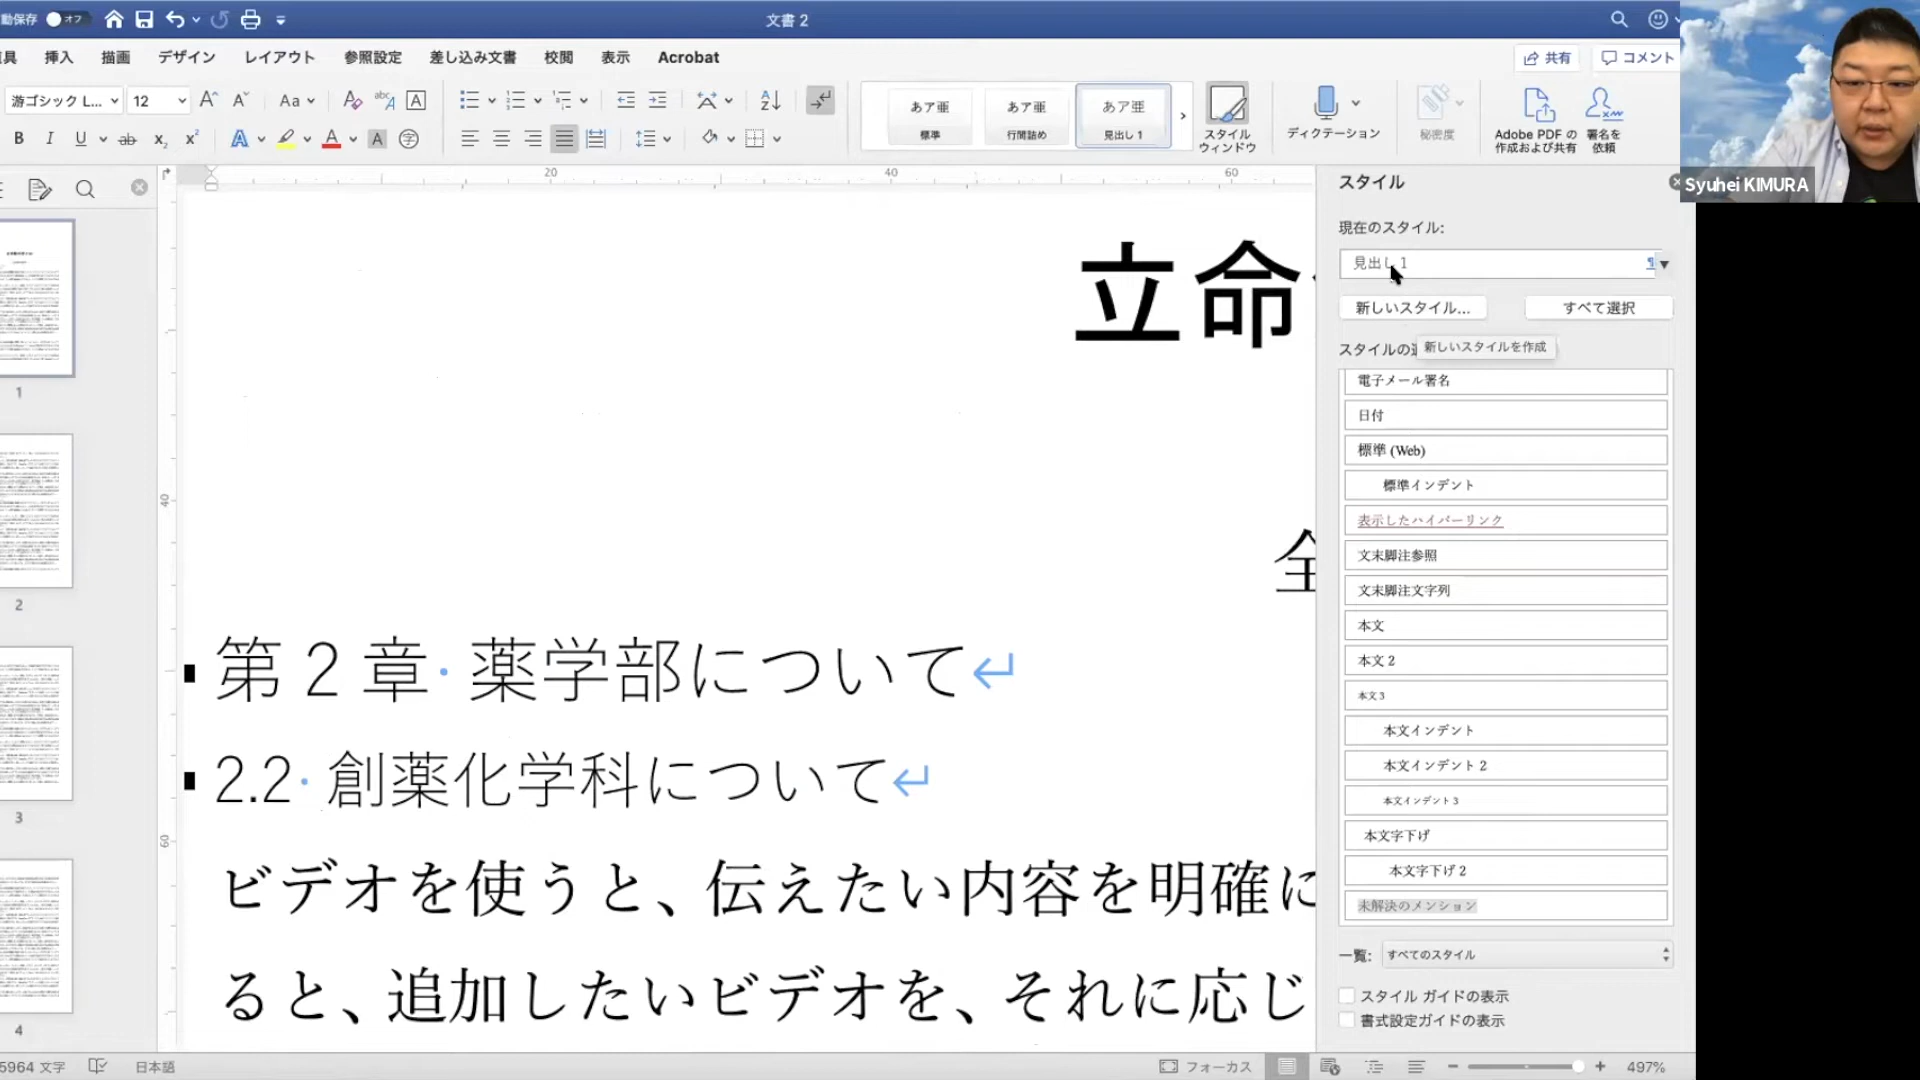 動保存 オフ
文書 2
具 挿入 描画 デザイン レイアウト 参照設定 差し込み文書 校閲 表示 Acrobat
共有 コメント
游ゴシック L... 12 Aa
あア亜 あア亜 あア亜
標準 行間詰め 見出し 1
スタイル
ウィンドウ
ディクテーション
秘密度
Adobe PDF の
作成および共有
署名を
依頼
Syuhei KIMURA
20 40 60
スタイル
現在のスタイル:
見出し 1
新しいスタイル... すべて選択
スタイルの
新しいスタイルを作成
電子メール署名
日付
標準 (Web)
標準インデント
表示したハイパーリンク
文末脚注参照
文末脚注文字列
本文
本文 2
本文 3
本文インデント
本文インデント 2
本文インデント 3
本文字下げ
本文字下げ 2
未解決のメンション
一覧: すべてのスタイル
スタイル ガイドの表示
書式設定ガイドの表示
立命
全
第 2 章 薬学部について
2.2 創薬化学科について
ビデオを使うと、伝えたい内容を明確に
ると、追加したいビデオを、それに応じ
40
60
1
2
3
4
5964 文字 日本語 フォーカス 497%